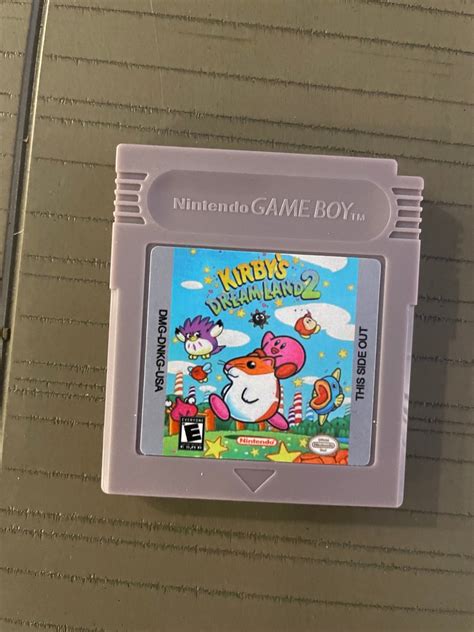 Nintendo GAME BOY TM
KIRBY'S
DREAM LAND 2
DMG-DNKG-USA
THIS SIDE OUT
E
Nintendo